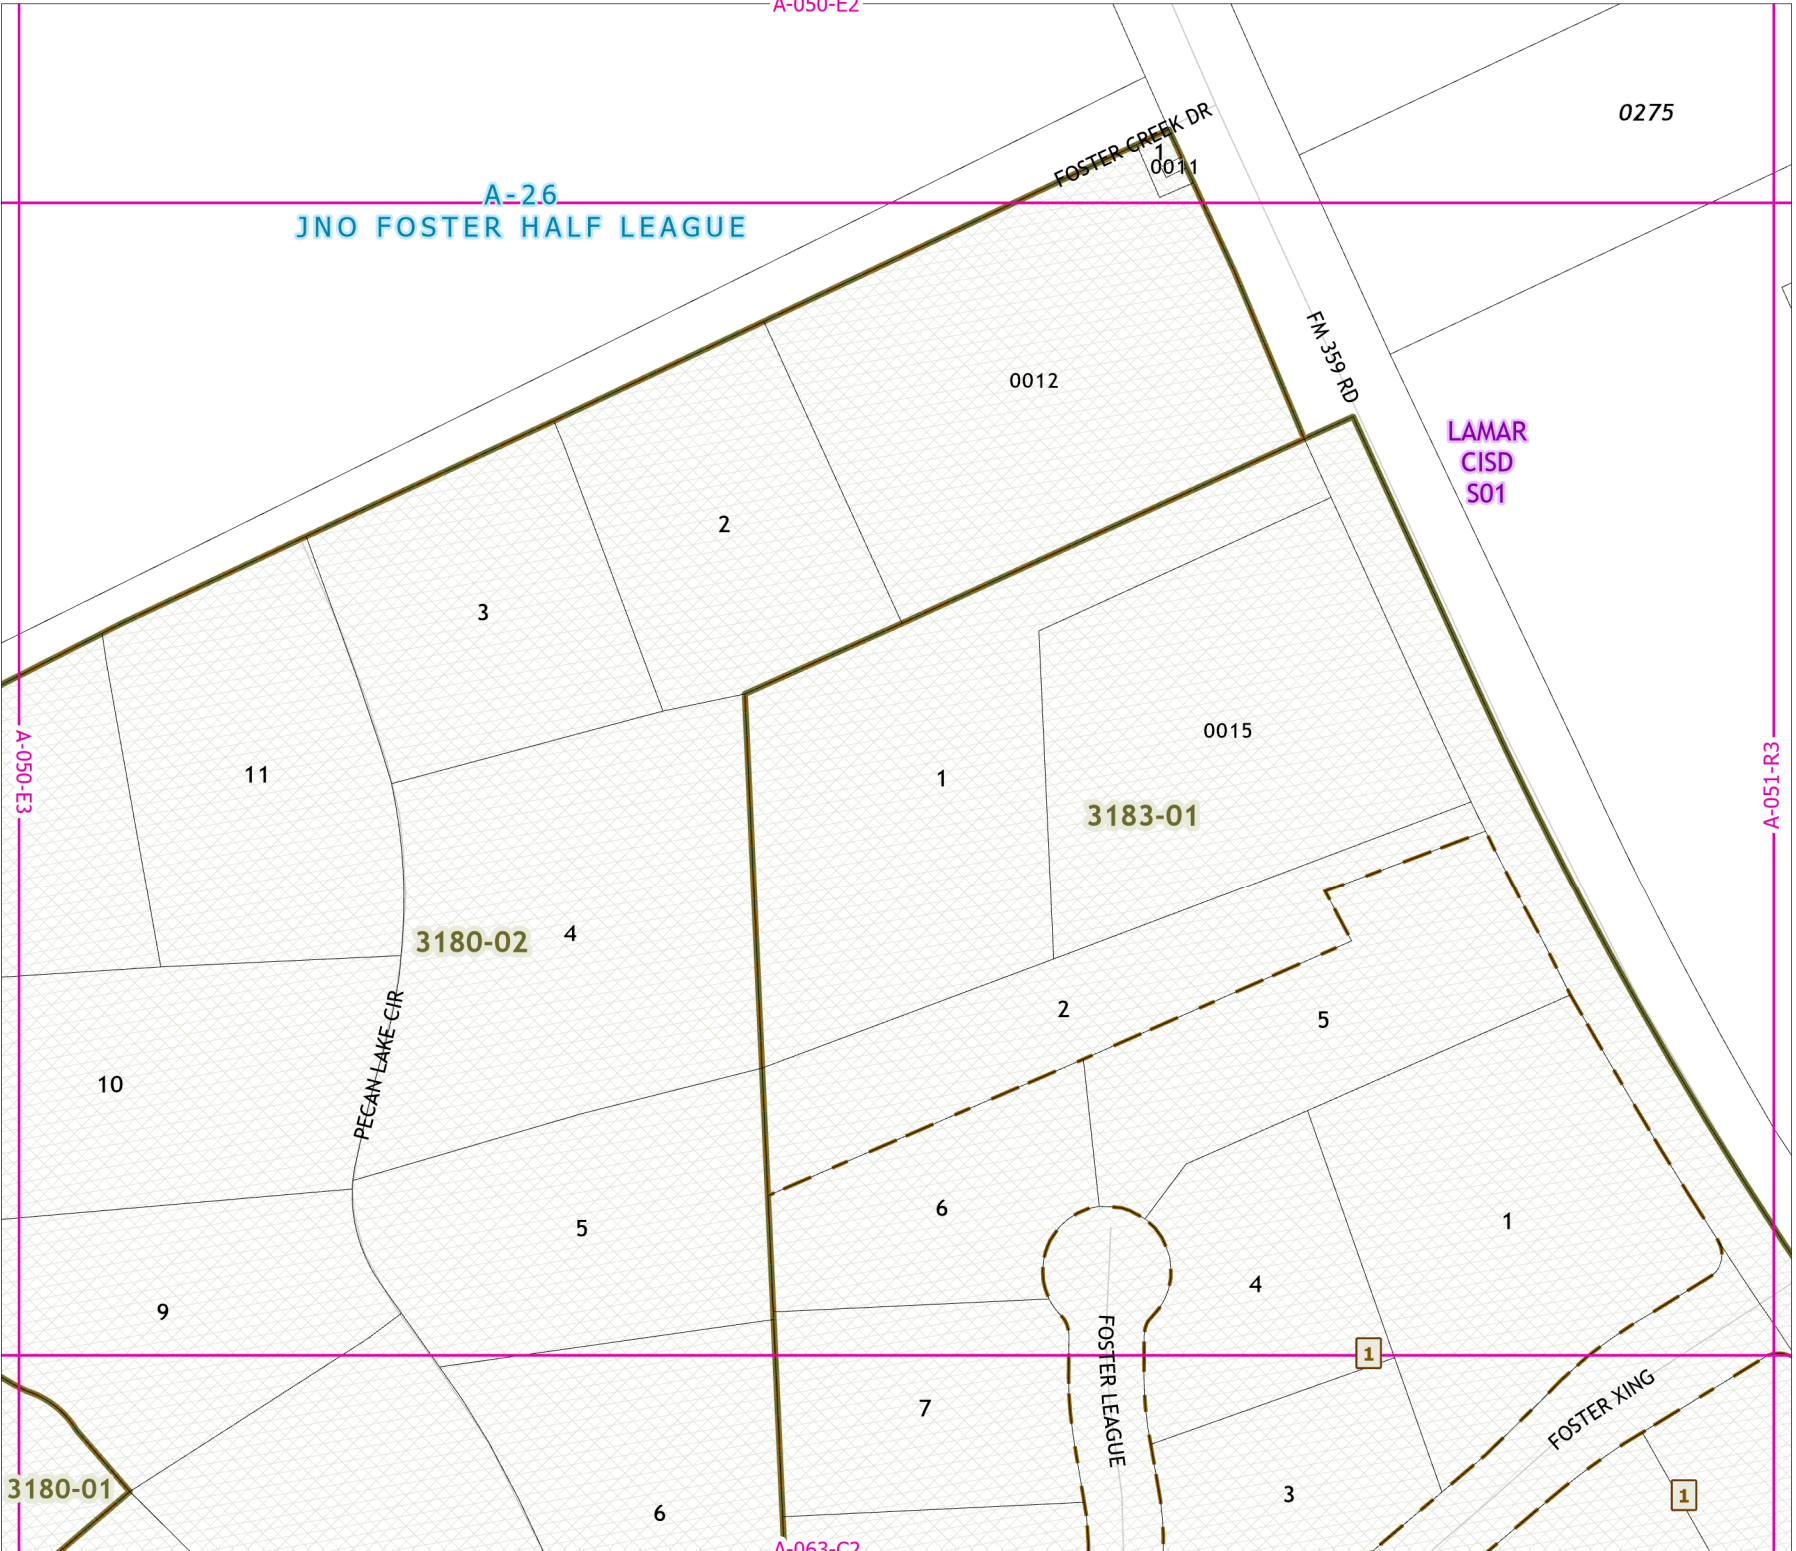 A-050-E2
0275
FOSTER CREEK DR
1
0011
A-26
JNO FOSTER HALF LEAGUE
FM 359 RD
0012
LAMAR
CISD
S01
2
3
A-050-E3
A-051-R3
0015
11
1
3183-01
4
3180-02
2
5
PECAN LAKE CIR
10
6
1
5
4
9
FOSTER LEAGUE
1
FOSTER XING
7
3180-01
3
1
6
A-063-C2